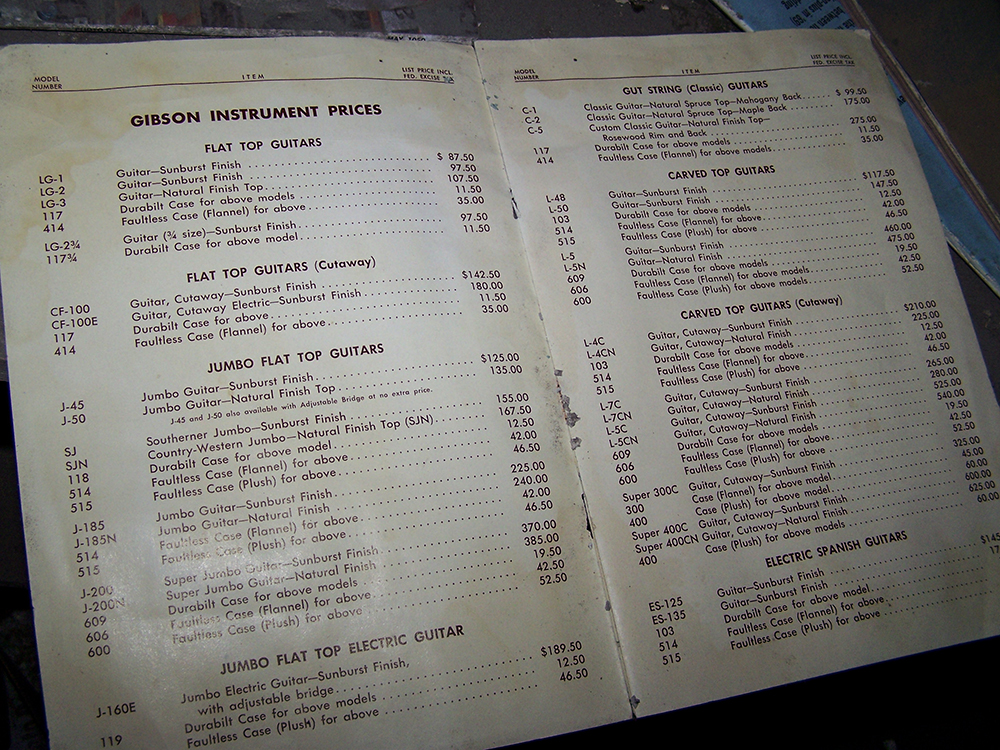 MAY 1959
MODEL NUMBER ITEM LIST PRICE INCL. FED. EXCISE TAX
GIBSON INSTRUMENT PRICES
FLAT TOP GUITARS
LG-1 Guitar—Sunburst Finish $ 87.50
LG-2 Guitar—Sunburst Finish 97.50
LG-3 Guitar—Natural Finish Top 107.50
117 Durabilt Case for above models 11.50
414 Faultless Case (Flannel) for above 35.00
LG-2¾ Guitar (¾ size)—Sunburst Finish 97.50
117¾ Durabilt Case for above model 11.50
FLAT TOP GUITARS (Cutaway)
CF-100 Guitar, Cutaway—Sunburst Finish $142.50
CF-100E Guitar, Cutaway Electric—Sunburst Finish 180.00
117 Durabilt Case for above 11.50
414 Faultless Case (Flannel) for above 35.00
JUMBO FLAT TOP GUITARS
J-45 Jumbo Guitar—Sunburst Finish $125.00
J-50 Jumbo Guitar—Natural Finish Top 135.00
J-45 and J-50 also available with Adjustable Bridge at no extra price.
SJ Southerner Jumbo—Sunburst Finish 155.00
SJN Country-Western Jumbo—Natural Finish Top (SJN) 167.50
118 Durabilt Case for above model 12.50
514 Faultless Case (Flannel) for above 42.00
515 Faultless Case (Plush) for above 46.50
J-185 Jumbo Guitar—Sunburst Finish 225.00
J-185N Jumbo Guitar—Natural Finish 240.00
514 Faultless Case (Flannel) for above 42.00
515 Faultless Case (Plush) for above 46.50
J-200 Super Jumbo Guitar—Sunburst Finish 370.00
J-200N Super Jumbo Guitar—Natural Finish 385.00
609 Durabilt Case for above models 19.50
606 Faultless Case (Flannel) for above 42.50
600 Faultless Case (Plush) for above 52.50
JUMBO FLAT TOP ELECTRIC GUITAR
J-160E Jumbo Electric Guitar—Sunburst Finish,
with adjustable bridge $189.50
119 Durabilt Case for above models 12.50
Faultless Case (Plush) for above 46.50
MODEL NUMBER ITEM LIST PRICE INCL. FED. EXCISE TAX
GUT STRING (Classic) GUITARS
C-1 Classic Guitar—Natural Spruce Top—Mahogany Back $ 99.50
C-2 Classic Guitar—Natural Spruce Top—Maple Back 175.00
C-5 Custom Classic Guitar—Natural Finish Top—
Rosewood Rim and Back 275.00
117 Durabilt Case for above models 11.50
414 Faultless Case (Flannel) for above models 35.00
CARVED TOP GUITARS
L-48 Guitar—Sunburst Finish $117.50
L-50 Guitar—Sunburst Finish 147.50
103 Durabilt Case for above models 12.50
514 Faultless Case (Flannel) for above 42.00
515 Faultless Case (Plush) for above 46.50
L-5 Guitar—Sunburst Finish 460.00
L-5N Guitar—Natural Finish 475.00
609 Durabilt Case for above models 19.50
606 Faultless Case (Flannel) for above models 42.50
600 Faultless Case (Plush) for above models 52.50
CARVED TOP GUITARS (Cutaway)
L-4C Guitar, Cutaway—Sunburst Finish $210.00
L-4CN Guitar, Cutaway—Natural Finish 225.00
103 Durabilt Case for above models 12.50
514 Faultless Case (Flannel) for above 42.00
515 Faultless Case (Plush) for above 46.50
L-7C Guitar, Cutaway—Sunburst Finish 265.00
L-7CN Guitar, Cutaway—Natural Finish 280.00
L-5C Guitar, Cutaway—Sunburst Finish 525.00
L-5CN Guitar, Cutaway—Natural Finish 540.00
609 Durabilt Case for above models 19.50
606 Faultless Case (Flannel) for above 42.50
600 Faultless Case (Plush) for above 52.50
Super 300C Guitar, Cutaway—Sunburst Finish 325.00
300 Case (Flannel) for above model 45.00
400 Case (Plush) for above model 60.00
Super 400C Guitar, Cutaway—Sunburst Finish 600.00
Super 400CN Guitar, Cutaway—Natural Finish 625.00
400 Case (Plush) for above models 60.00
ELECTRIC SPANISH GUITARS
ES-125 Guitar—Sunburst Finish $145
ES-135 Guitar—Sunburst Finish
103 Durabilt Case for above model
514 Faultless Case (Flannel) for above
515 Faultless Case (Plush) for above